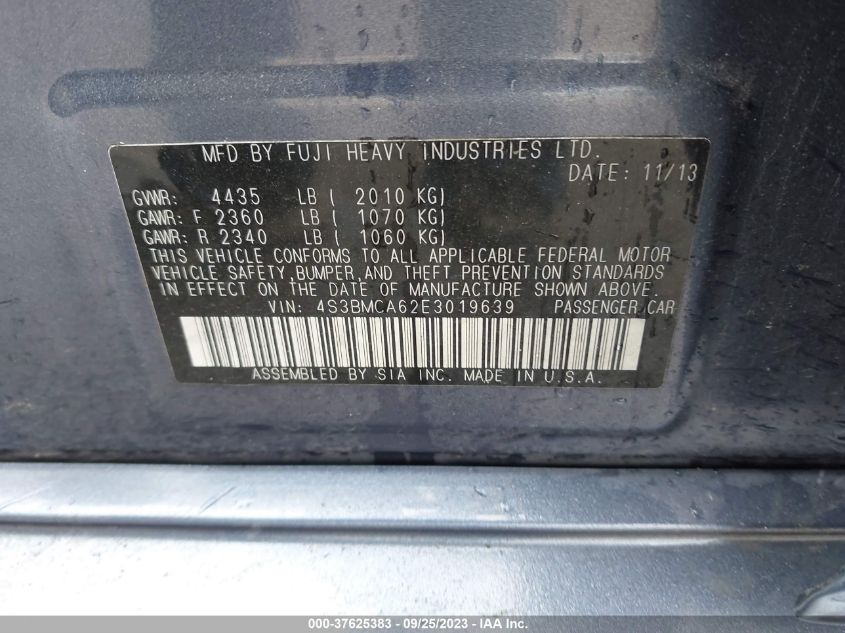 MFD BY FUJI HEAVY INDUSTRIES LTD.
DATE: 11/13
GVWR: 4435 LB ( 2010 KG)
GAWR: F 2360 LB ( 1070 KG)
GAWR: R 2340 LB ( 1060 KG)
THIS VEHICLE CONFORMS TO ALL APPLICABLE FEDERAL MOTOR
VEHICLE SAFETY,BUMPER,AND THEFT PREVENTION STANDARDS
IN EFFECT ON THE DATE OF MANUFACTURE SHOWN ABOVE.
VIN: 4S3BMCA62E3019639 PASSENGER CAR
ASSEMBLED BY SIA INC. MADE IN U.S.A.
000-37625383 - 09/25/2023 - IAA Inc.